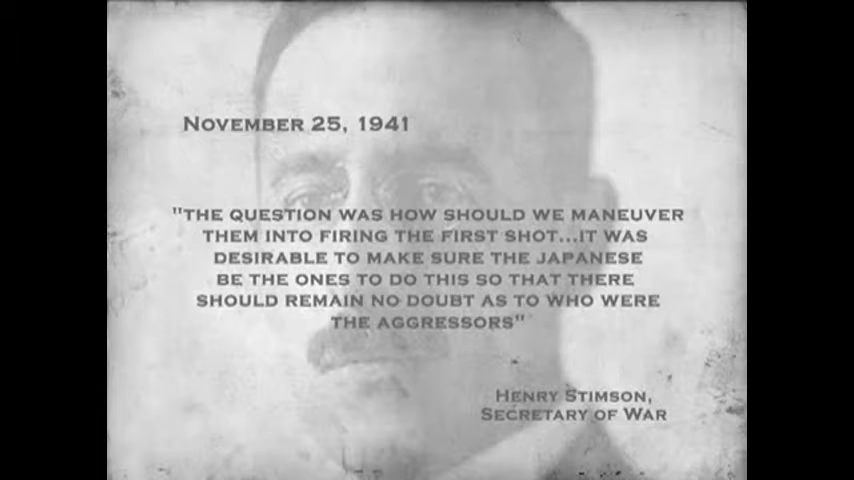 NOVEMBER 25, 1941
"THE QUESTION WAS HOW SHOULD WE MANEUVER
THEM INTO FIRING THE FIRST SHOT...IT WAS
DESIRABLE TO MAKE SURE THE JAPANESE
BE THE ONES TO DO THIS SO THAT THERE
SHOULD REMAIN NO DOUBT AS TO WHO WERE
THE AGGRESSORS"
HENRY STIMSON,
SECRETARY OF WAR